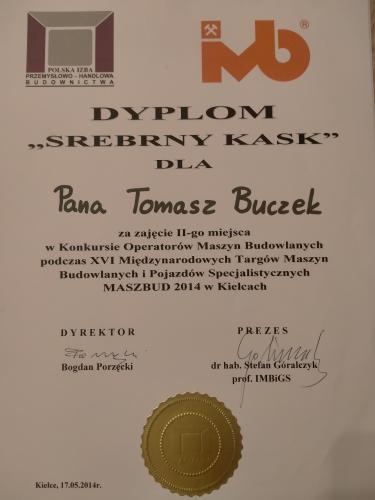 POLSKA IZBA
PRZEMYSŁOWO - HANDLOWA
BUDOWNICTWA
imb ®
DYPLOM
„SREBRNY KASK”
DLA
Pana Tomasz Buczek
za zajęcie II-go miejsca
w Konkursie Operatorów Maszyn Budowlanych
podczas XVI Międzynarodowych Targów Maszyn
Budowlanych i Pojazdów Specjalistycznych
MASZBUD 2014 w Kielcach
DYREKTOR
Bogdan Porzęcki
PREZES
dr hab. Stefan Góralczyk
prof. IMBiGS
Kielce, 17.05.2014r.